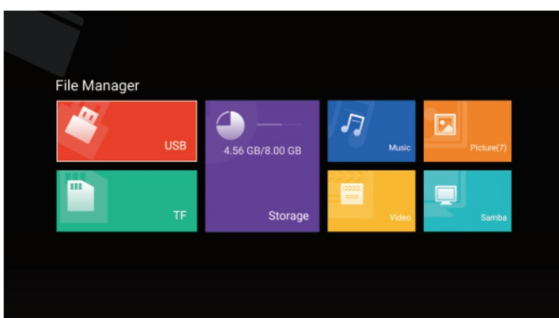 File Manager
USB
4.56 GB/8.00 GB
Music
Picture(7)
TF
Storage
Video
Samba